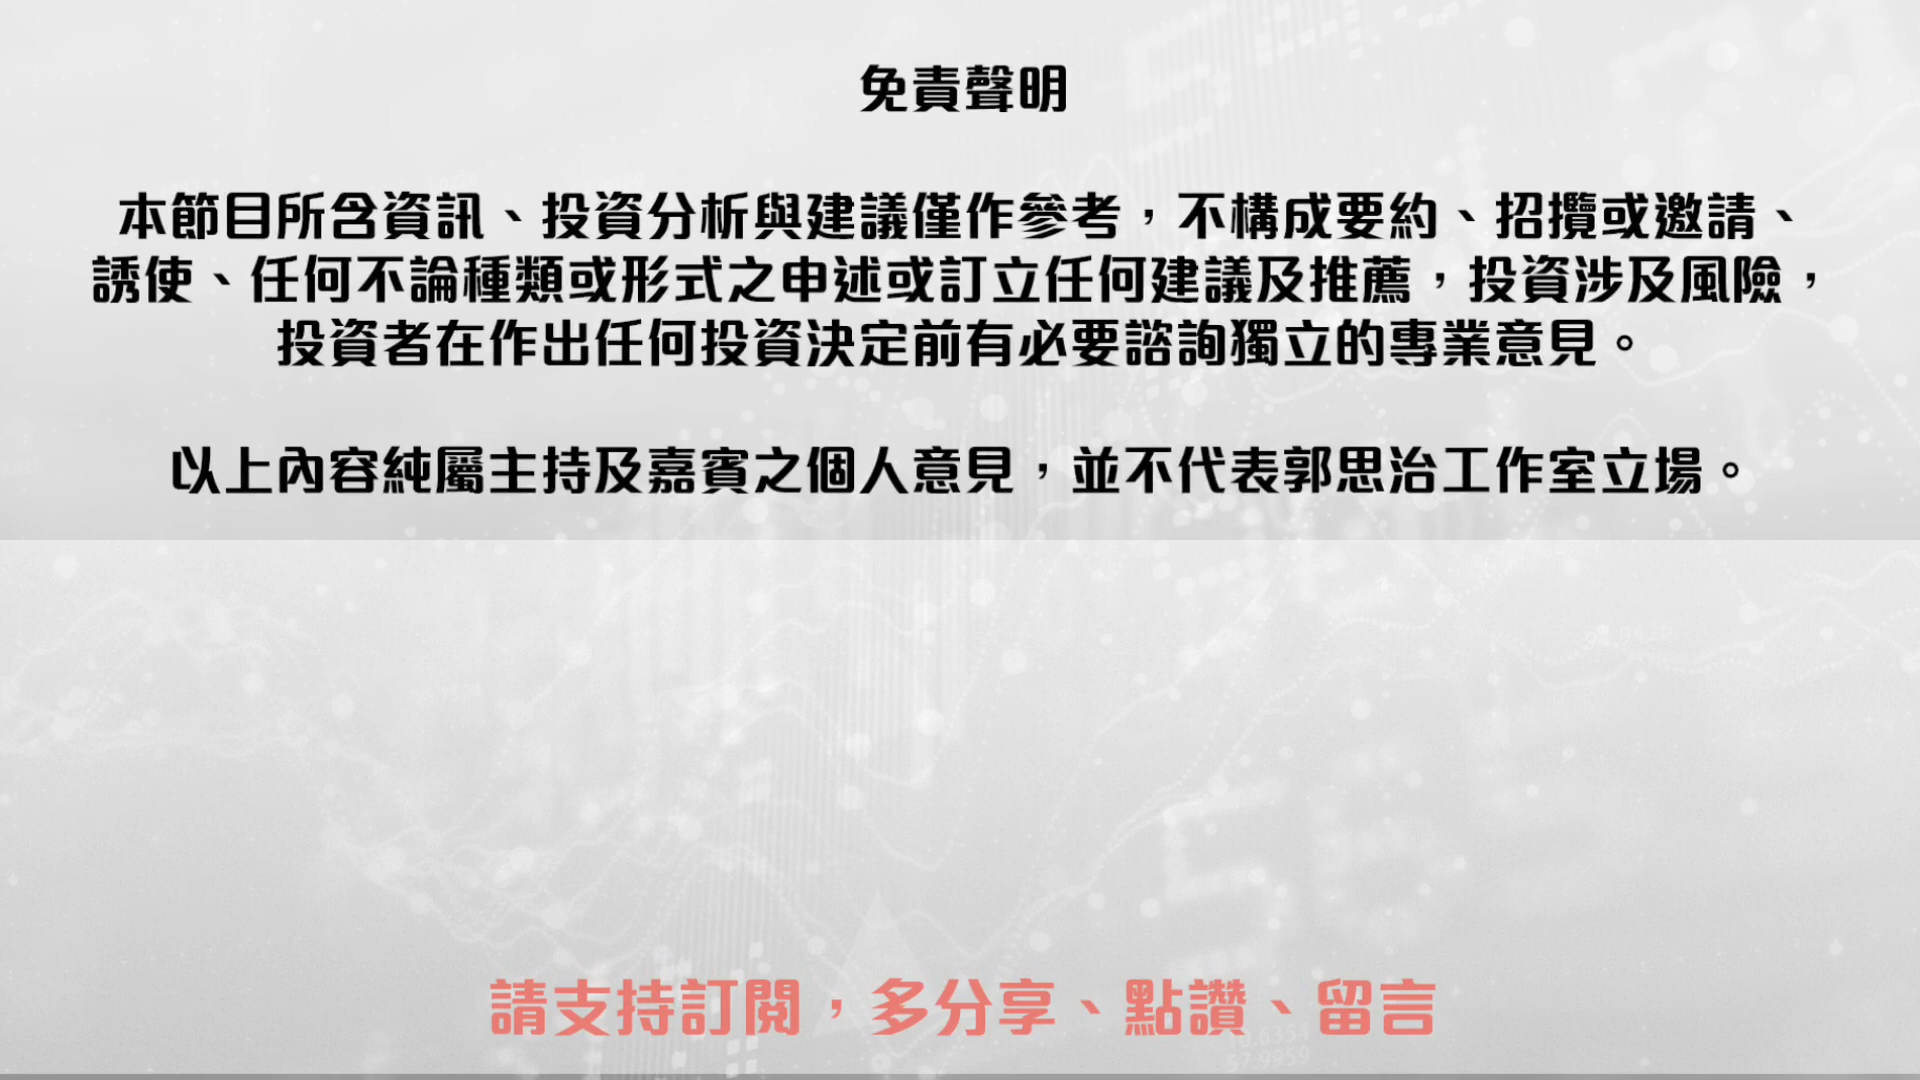 免責聲明
本節目所含資訊、投資分析與建議僅作參考，不構成要約、招攬或邀請、
誘使、任何不論種類或形式之申述或訂立任何建議及推薦，投資涉及風險，
投資者在作出任何投資決定前有必要諮詢獨立的專業意見。
以上內容純屬主持及嘉賓之個人意見，並不代表郭思治工作室立場。
請支持訂閱，多分享、點讚、留言